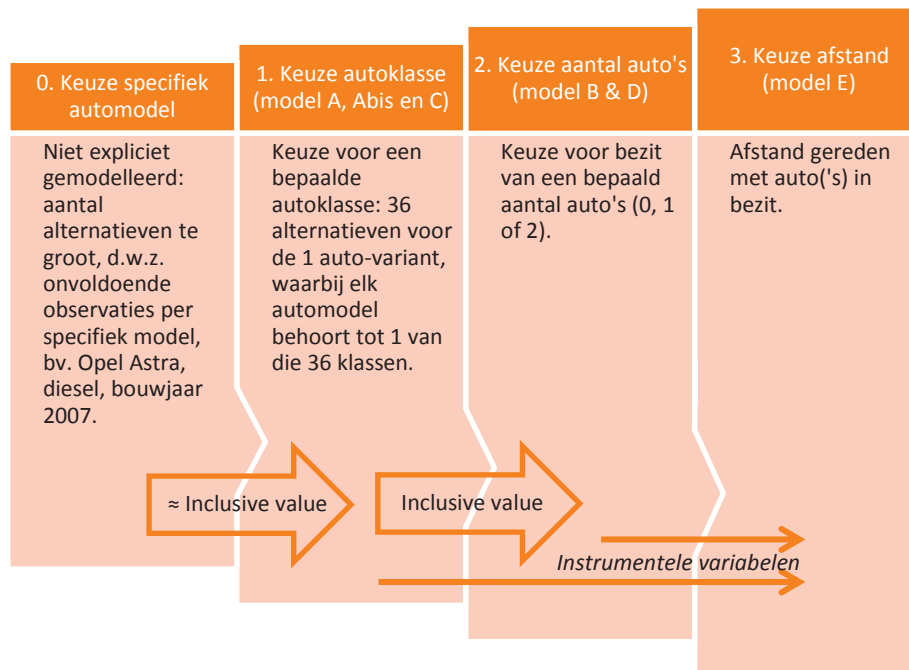 0. Keuze specifiek
automodel
Niet expliciet
gemodelleerd:
aantal
alternatieven te
groot, d.w.z.
onvoldoende
observaties per
specifiek model,
bv. Opel Astra,
diesel, bouwjaar
2007.
1. Keuze autoklasse
(model A, Abis en C)
Keuze voor een
bepaalde
autoklasse: 36
alternatieven voor
de 1 auto-variant,
waarbij elk
automodel
behoort tot 1 van
die 36 klassen.
2. Keuze aantal auto's
(model B & D)
Keuze voor bezit
van een bepaald
aantal auto's (0, 1
of 2).
3. Keuze afstand
(model E)
Afstand gereden
met auto('s) in
bezit.
≈ Inclusive value
Inclusive value
Instrumentele variabelen